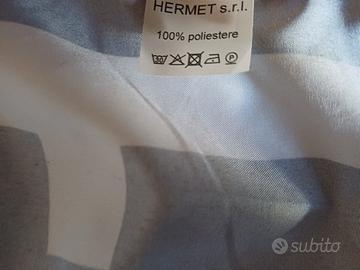 HERMET s.r.l.
100% poliestere
subito